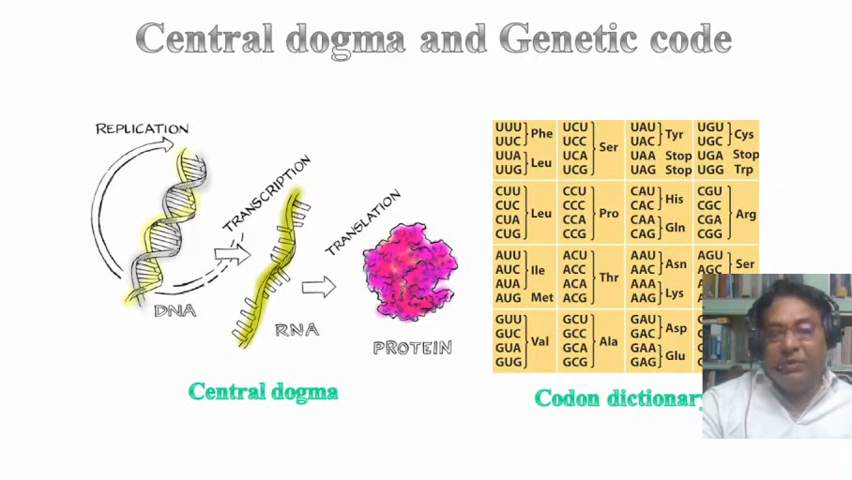 Central dogma and Genetic code
REPLICATION
TRANSCRIPTION
TRANSLATION
DNA
RNA
PROTEIN
Central dogma
UUU
UUC
Phe
UUA
UUG
Leu
UCU
UCC
UCA
UCG
Ser
UAU
UAC
Tyr
UAA Stop
UAG Stop
UGU
UGC
Cys
UGA Stop
UGG Trp
CUU
CUC
CUA
CUG
Leu
CCU
CCC
CCA
CCG
Pro
CAU
CAC
His
CAA
CAG
Gln
CGU
CGC
CGA
CGG
Arg
AUU
AUC
AUA
Ile
AUG Met
ACU
ACC
ACA
ACG
Thr
AAU
AAC
Asn
AAA
AAG
Lys
AGU
AGC
Ser
GUU
GUC
GUA
GUG
Val
GCU
GCC
GCA
GCG
Ala
GAU
GAC
Asp
GAA
GAG
Glu
Codon dictionary